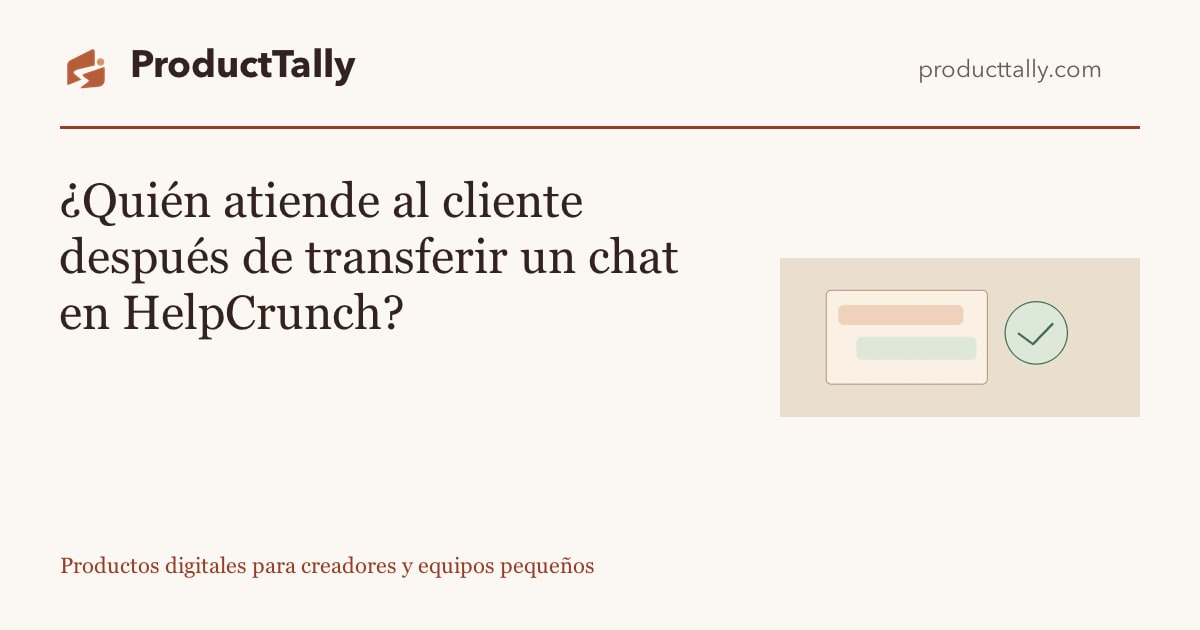 ProductTally
producttally.com
¿Quién atiende al cliente
después de transferir un chat
en HelpCrunch?
Productos digitales para creadores y equipos pequeños